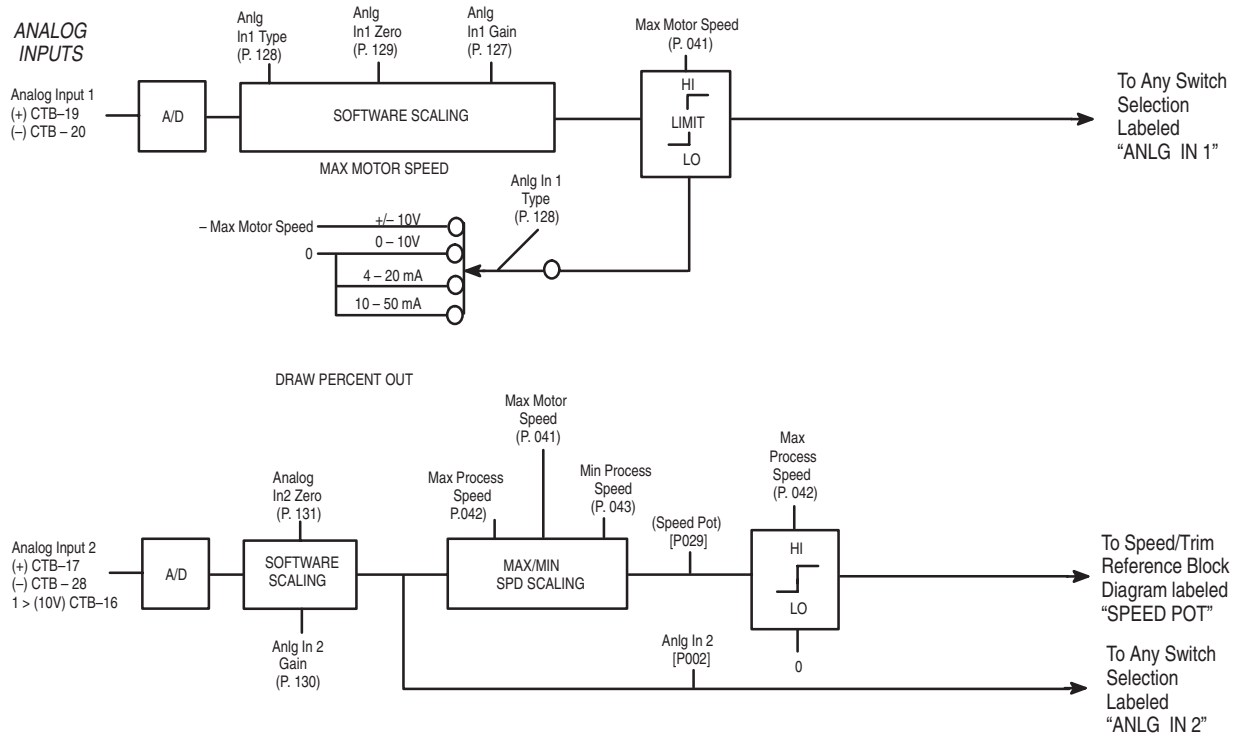 ANALOG
INPUTS
Anlg
In1 Type
(P. 128)
Anlg
In1 Zero
(P. 129)
Anlg
In1 Gain
(P. 127)
Max Motor Speed
(P. 041)
Analog Input 1
(+) CTB–19
(–) CTB – 20
A/D
SOFTWARE SCALING
HI
LIMIT
LO
To Any Switch
Selection
Labeled
“ANLG IN 1”
MAX MOTOR SPEED
Anlg In 1
Type
(P. 128)
– Max Motor Speed
+/– 10V
0
0 – 10V
4 – 20 mA
10 – 50 mA
DRAW PERCENT OUT
Max Motor
Speed
(P. 041)
Analog
In2 Zero
(P. 131)
Max Process
Speed
P.042)
Min Process
Speed
(P. 043)
(Speed Pot)
[P029]
Max
Process
Speed
(P. 042)
Analog Input 2
(+) CTB–17
(–) CTB – 28
1 > (10V) CTB–16
A/D
SOFTWARE
SCALING
MAX/MIN
SPD SCALING
HI
LO
0
To Speed/Trim
Reference Block
Diagram labeled
“SPEED POT”
Anlg In 2
Gain
(P. 130)
Anlg In 2
[P002]
To Any Switch
Selection
Labeled
“ANLG IN 2”